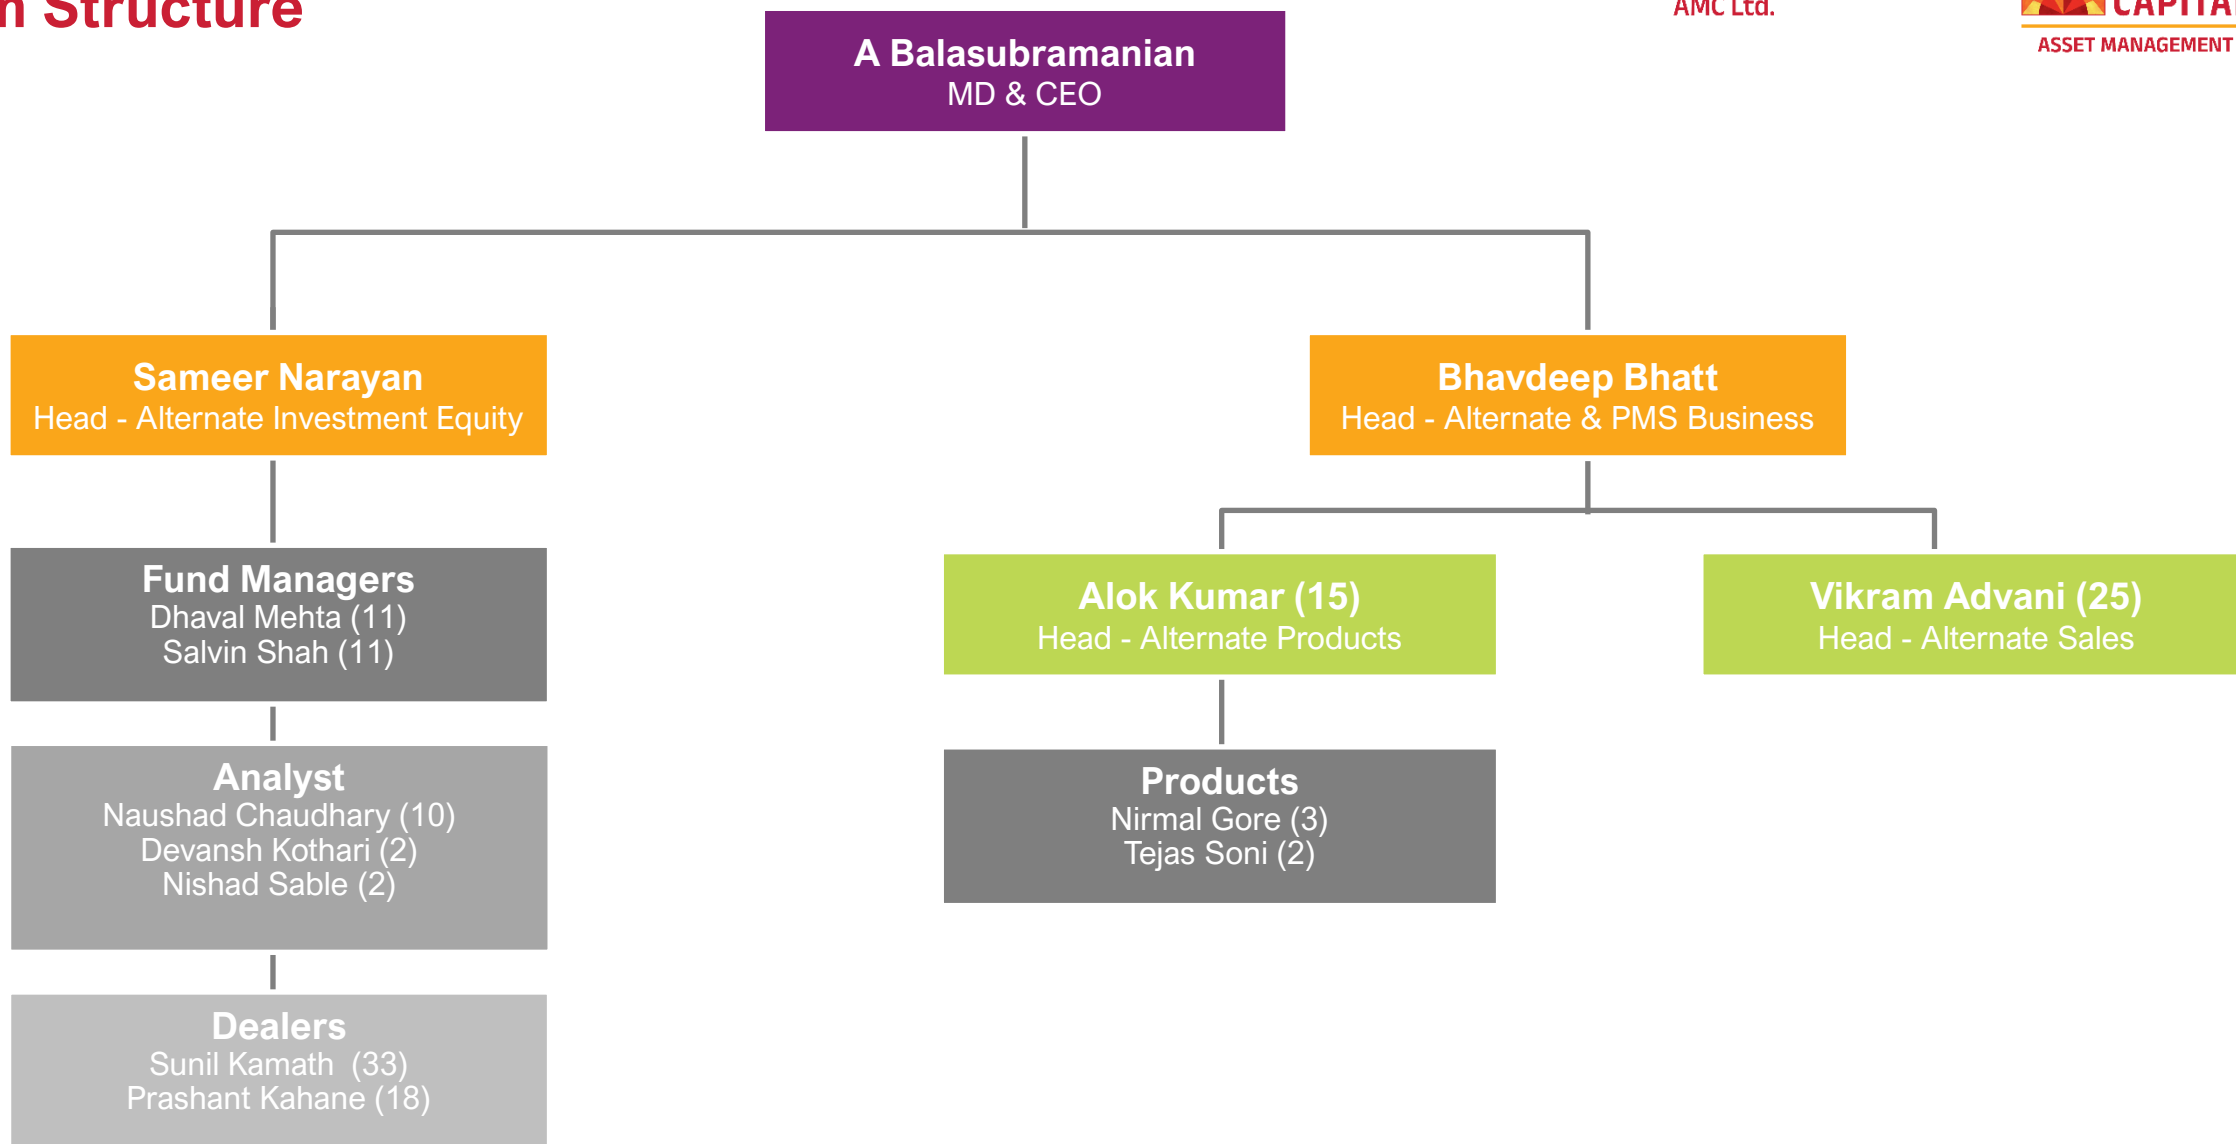 n Structure
AMC Ltd.
CAPITAL
ASSET MANAGEMENT
A Balasubramanian
MD & CEO
Sameer Narayan
Head - Alternate Investment Equity
Bhavdeep Bhatt
Head - Alternate & PMS Business
Fund Managers
Dhaval Mehta (11)
Salvin Shah (11)
Alok Kumar (15)
Head - Alternate Products
Vikram Advani (25)
Head - Alternate Sales
Analyst
Naushad Chaudhary (10)
Devansh Kothari (2)
Nishad Sable (2)
Products
Nirmal Gore (3)
Tejas Soni (2)
Dealers
Sunil Kamath  (33)
Prashant Kahane (18)